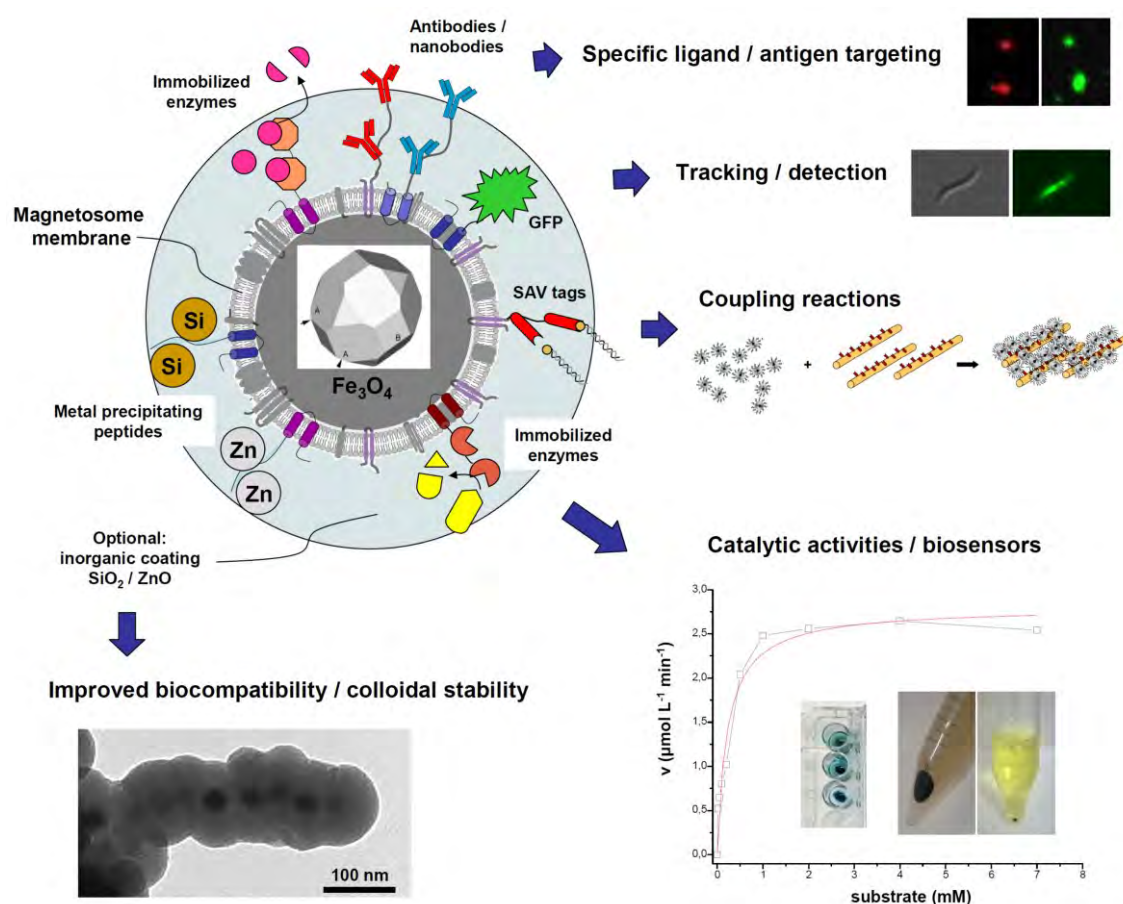 Antibodies /
nanobodies
Specific ligand / antigen targeting
Immobilized
enzymes
Tracking / detection
Magnetosome
membrane
GFP
SAV tags
Coupling reactions
Si
Si
A
B
A
Fe₃O₄
+
Metal precipitating
peptides
Immobilized
enzymes
Zn
Zn
Optional:
inorganic coating
SiO₂ / ZnO
Catalytic activities / biosensors
Improved biocompatibility / colloidal stability
100 nm
v (µmol L⁻¹ min⁻¹)
3,0
2,5
2,0
1,5
1,0
0,5
0,0
0 1 2 3 4 5 6 7 8
substrate (mM)